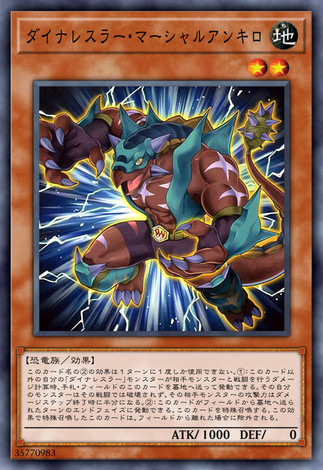 ダイナレスラー・マーシャルアンキロ
地
【恐竜族/効果】
このカード名の②の効果は１ターンに１度しか使用できない。①:このカード以
外の自分の「ダイナレスラー」モンスターが相手モンスターと戦闘を行うダメー
ジ計算時、手札・フィールドのこのカードを墓地へ送って発動できる。その自分
のモンスターはその戦闘では破壊されず、その相手モンスターの攻撃力はダメ
ージステップ終了時に半分になる。②:このカードがフィールドから墓地へ送ら
れたターンのエンドフェイズに発動できる。このカードを特殊召喚する。この効果
で特殊召喚したこのカードは、フィールドから離れた場合に除外される。
ATK/ 1000 DEF/ 0
35770983